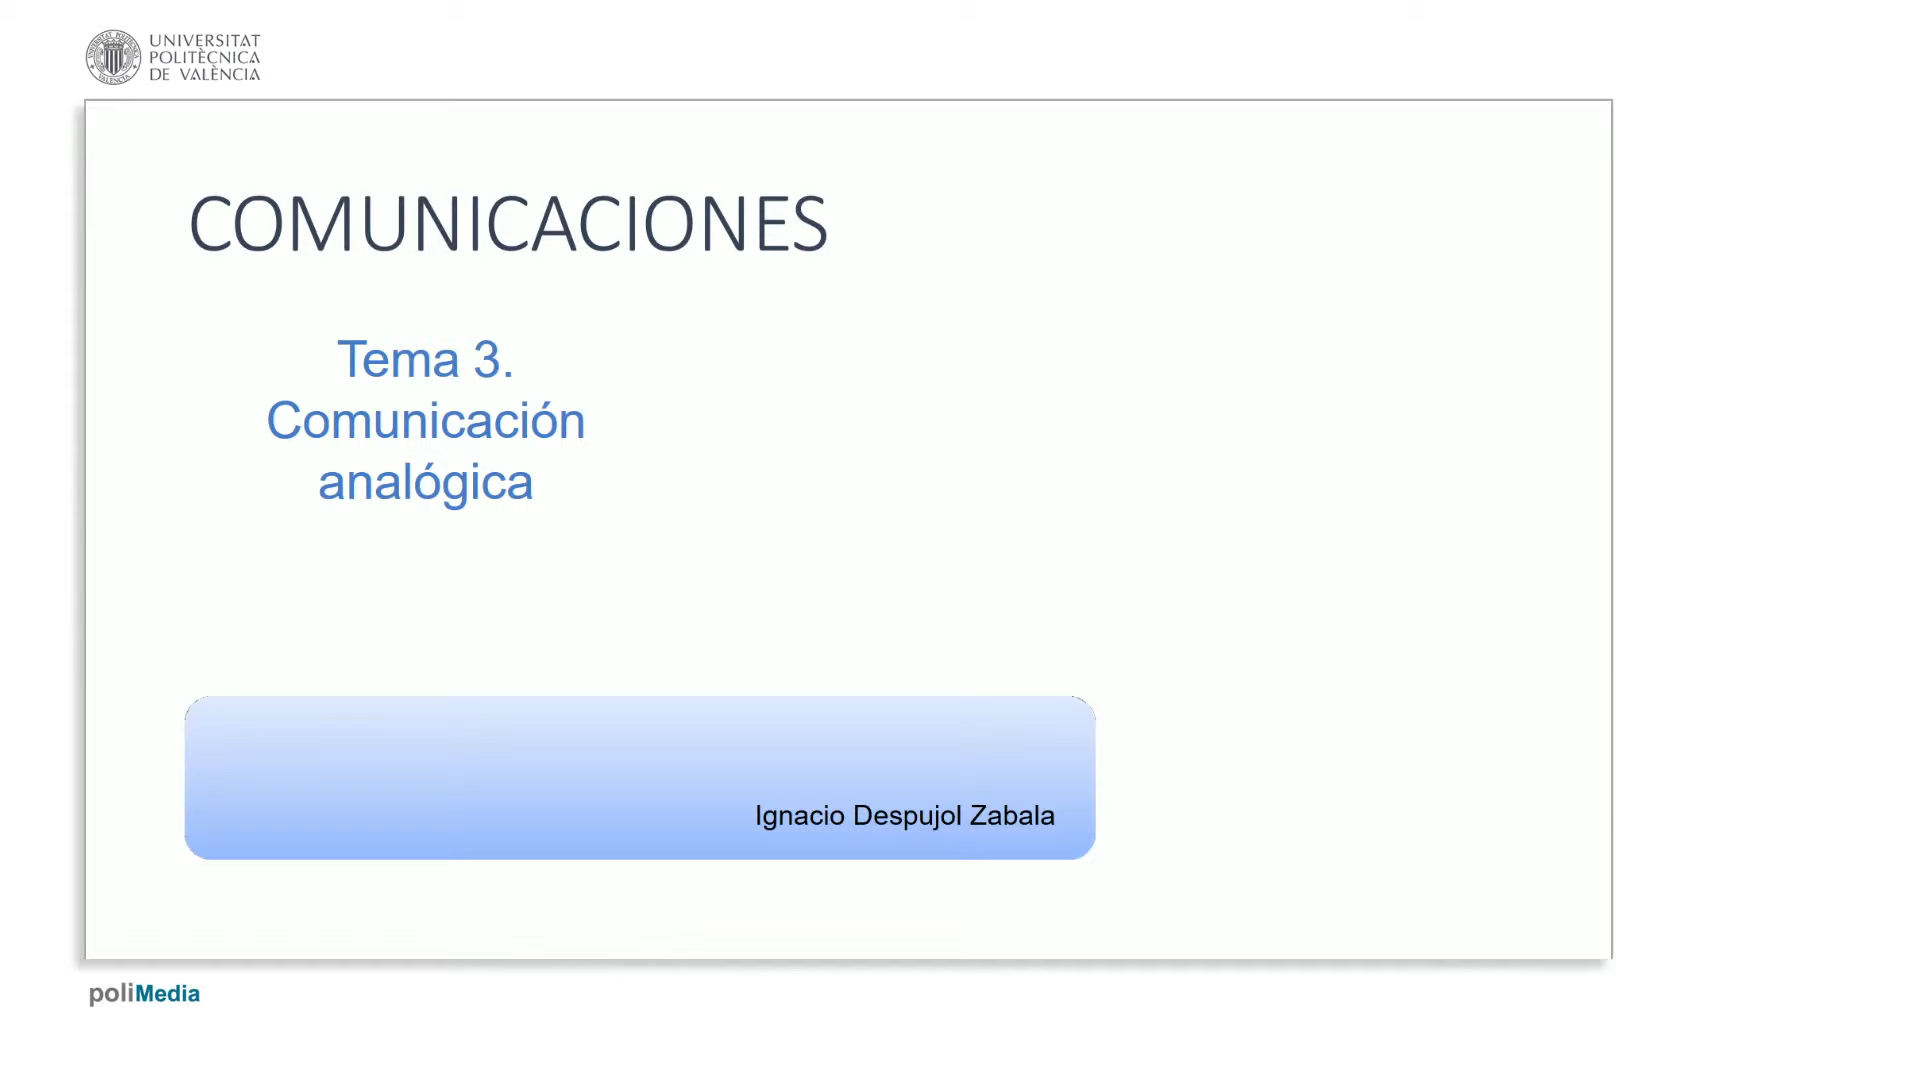 UNIVERSITAT
POLITÈCNICA
DE VALÈNCIA
COMUNICACIONES
Tema 3.
Comunicación
analógica
Ignacio Despujol Zabala
poliMedia